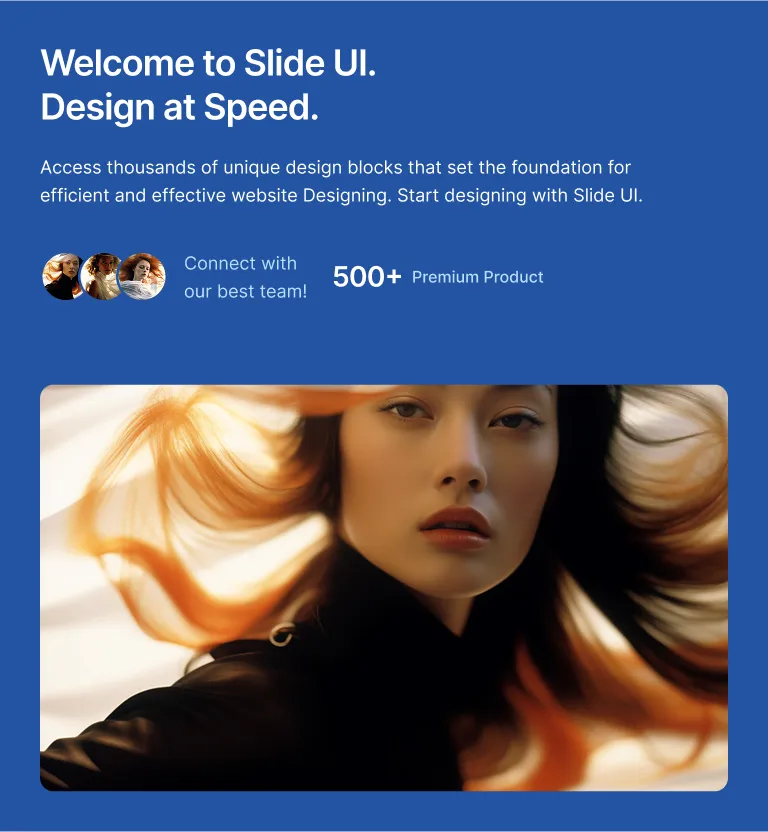 Welcome to Slide UI.
Design at Speed.
Access thousands of unique design blocks that set the foundation for
efficient and effective website Designing. Start designing with Slide UI.
Connect with
our best team!
500+ Premium Product